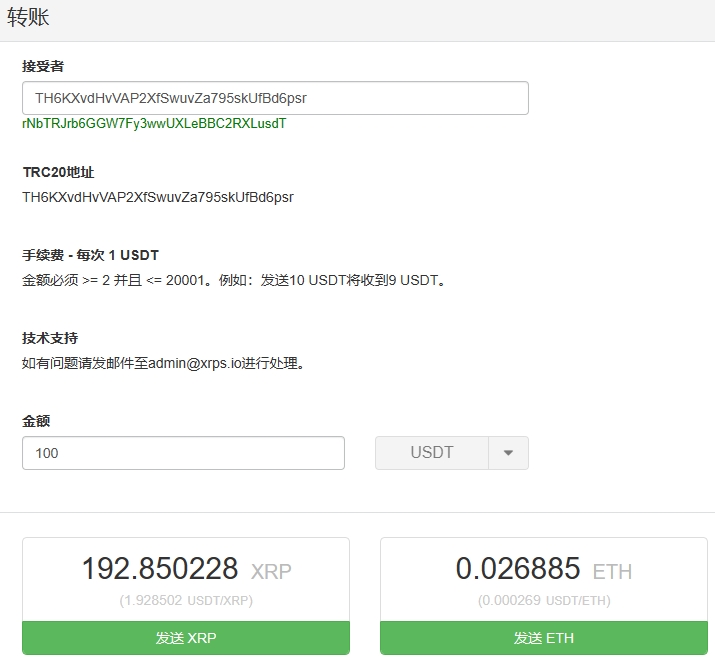 转账
接受者
TH6KXvdHvVAP2XfSwuvZa795skUfBd6psr
rNbTRJrb6GGW7Fy3wwUXLeBBC2RXLusdT
TRC20地址
TH6KXvdHvVAP2XfSwuvZa795skUfBd6psr
手续费 - 每次 1 USDT
金额必须 >= 2 并且 <= 20001。例如：发送10 USDT将收到9 USDT。
技术支持
如有问题请发邮件至admin@xrps.io进行处理。
金额
100 USDT
192.850228 XRP
(1.928502 USDT/XRP)
发送 XRP
0.026885 ETH
(0.000269 USDT/ETH)
发送 ETH